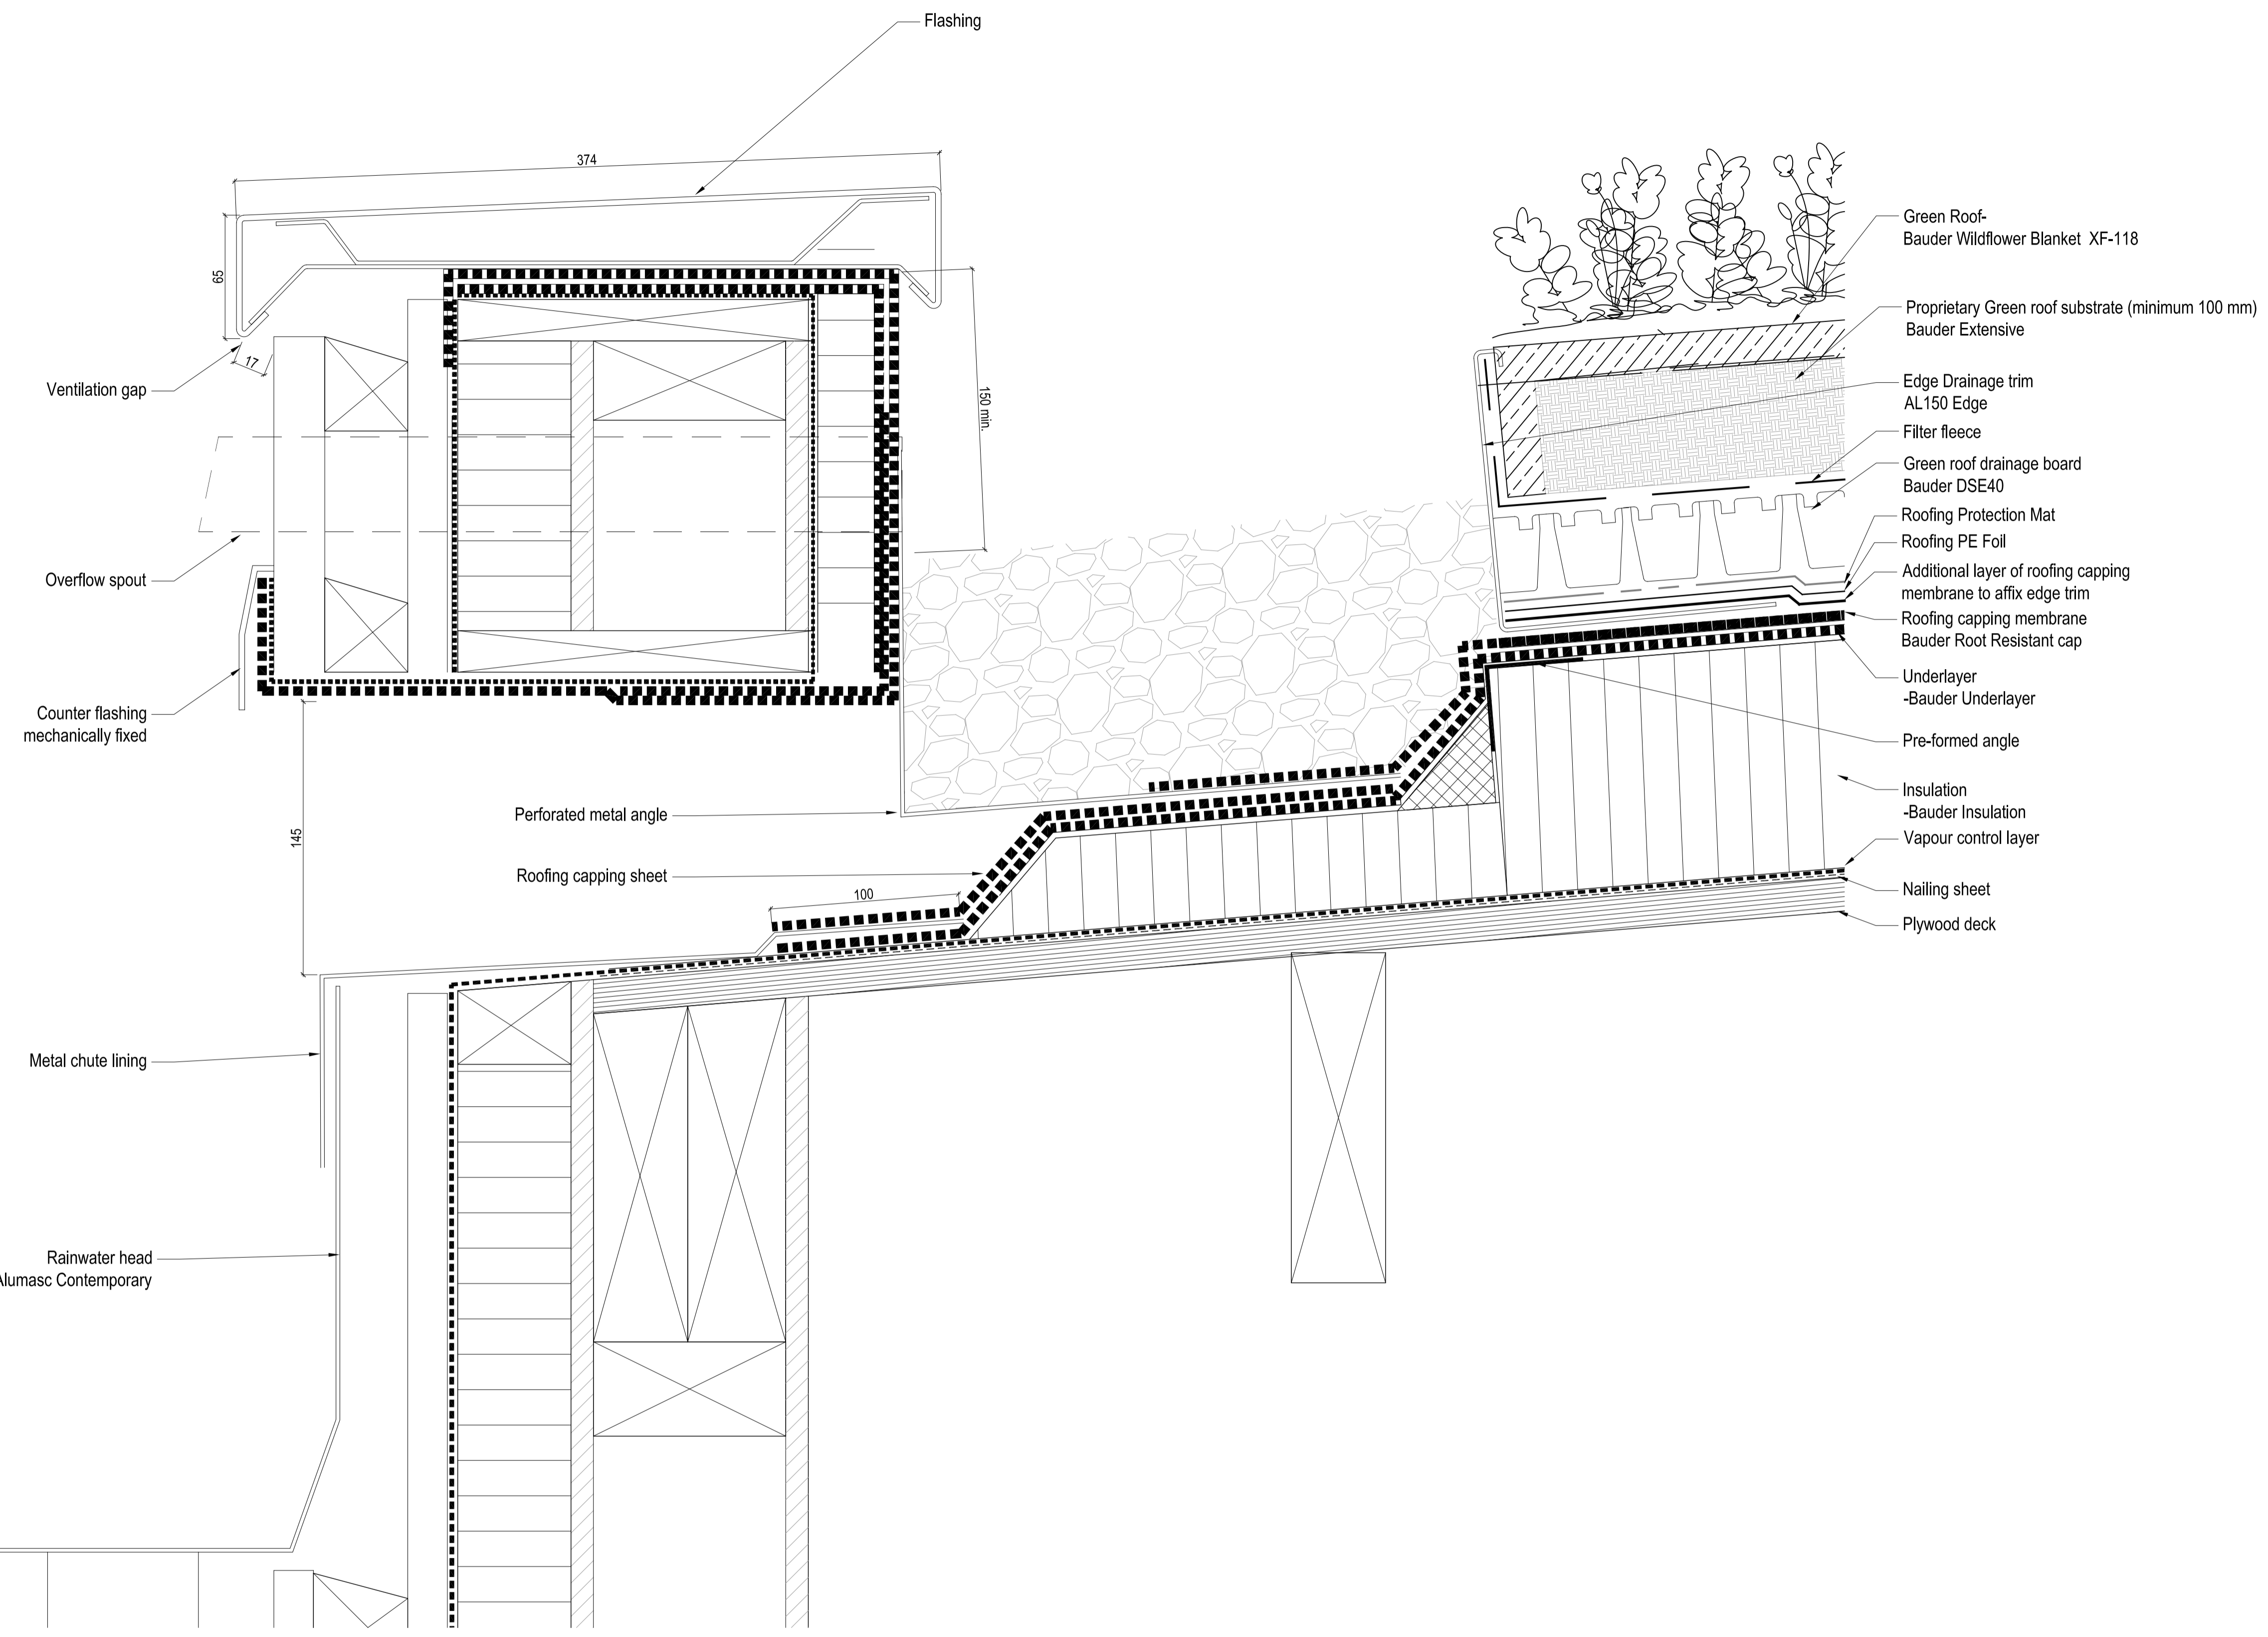 Flashing
374
65
17
Ventilation gap
Overflow spout
Counter flashing
mechanically fixed
145
150 min.
Perforated metal angle
Roofing capping sheet
100
Metal chute lining
Rainwater head
Alumasc Contemporary
Green Roof-
Bauder Wildflower Blanket XF-118
Proprietary Green roof substrate (minimum 100 mm)
Bauder Extensive
Edge Drainage trim
AL150 Edge
Filter fleece
Green roof drainage board
Bauder DSE40
Roofing Protection Mat
Roofing PE Foil
Additional layer of roofing capping
membrane to affix edge trim
Roofing capping membrane
Bauder Root Resistant cap
Underlayer
-Bauder Underlayer
Pre-formed angle
Insulation
-Bauder Insulation
Vapour control layer
Nailing sheet
Plywood deck